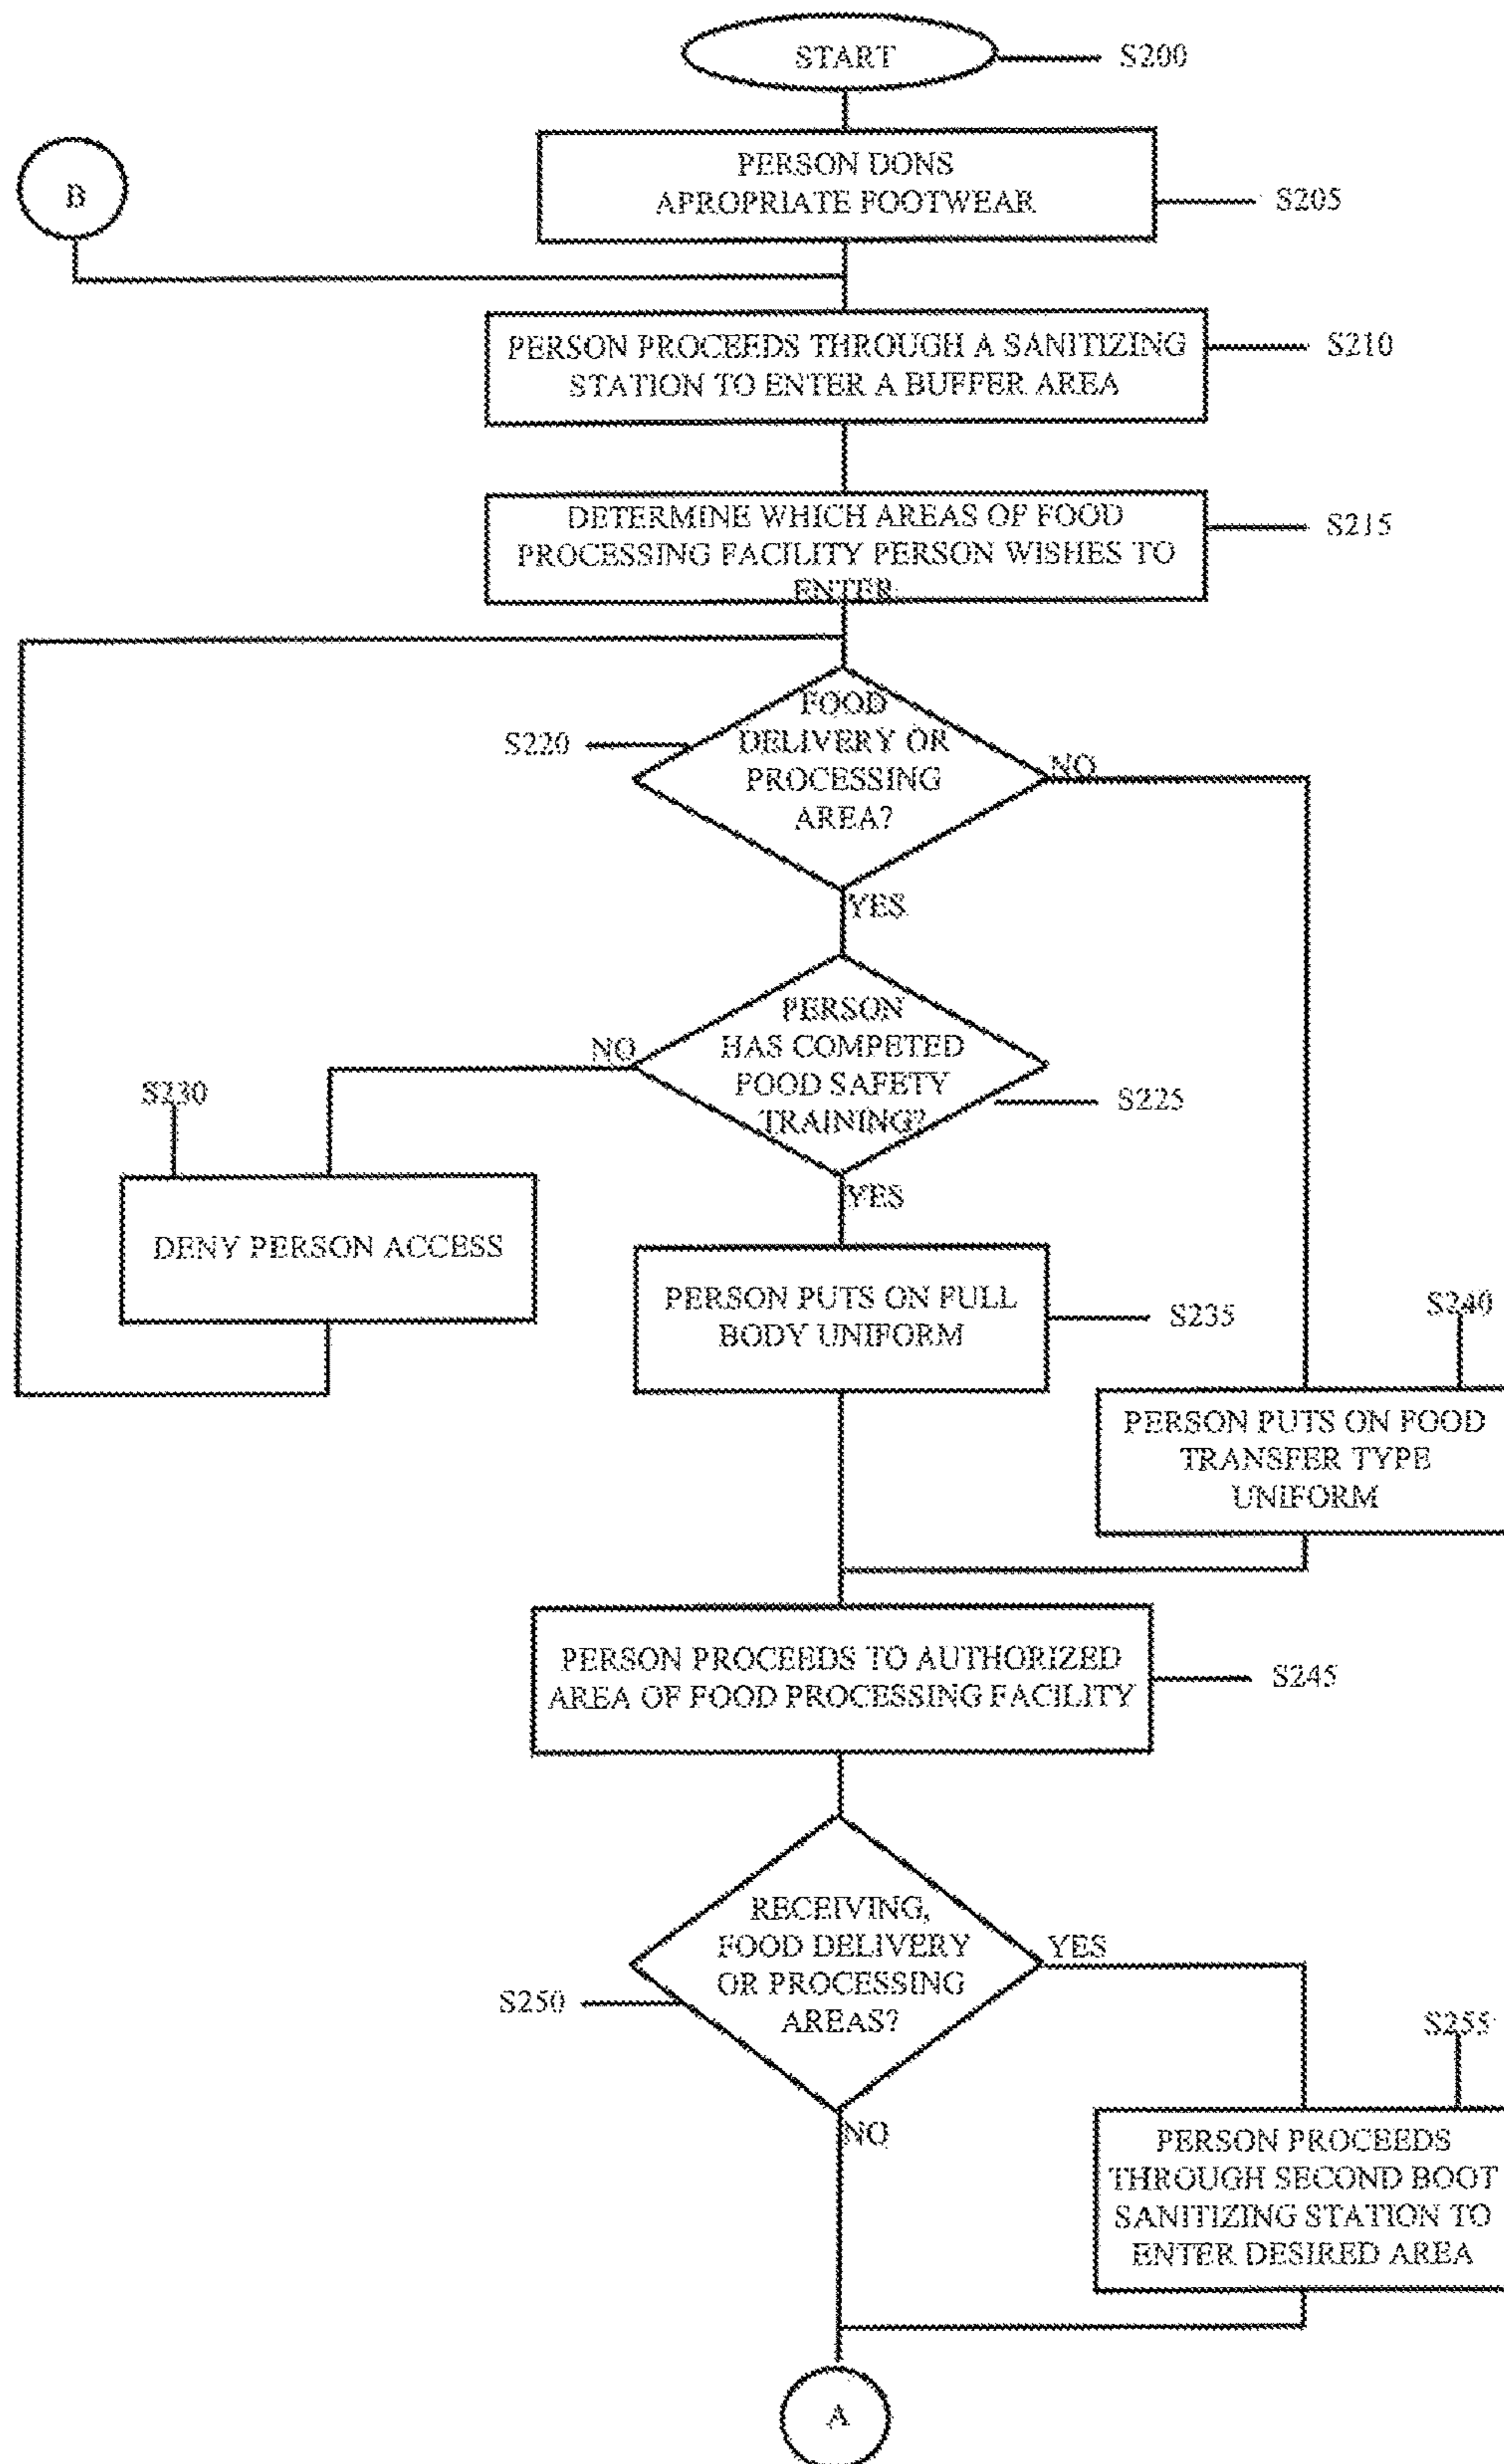 START
S200
B
PERSON DONS
APROPRIATE FOOTWEAR
S205
PERSON PROCEEDS THROUGH A SANITIZING
STATION TO ENTER A BUFFER AREA
S210
DETERMINE WHICH AREAS OF FOOD
PROCESSING FACILITY PERSON WISHES TO
ENTER
S215
FOOD
DELIVERY OR
PROCESSING
AREA?
S220
NO
YES
PERSON
HAS COMPETED
FOOD SAFETY
TRAINING?
NO
S225
S230
YES
DENY PERSON ACCESS
PERSON PUTS ON FULL
BODY UNIFORM
S235
S240
PERSON PUTS ON FOOD
TRANSFER TYPE
UNIFORM
PERSON PROCEEDS TO AUTHORIZED
AREA OF FOOD PROCESSING FACILITY
S245
RECEIVING,
FOOD DELIVERY
OR PROCESSING
AREAS?
YES
S250
S255
NO
PERSON PROCEEDS
THROUGH SECOND BOOT
SANITIZING STATION TO
ENTER DESIRED AREA
A